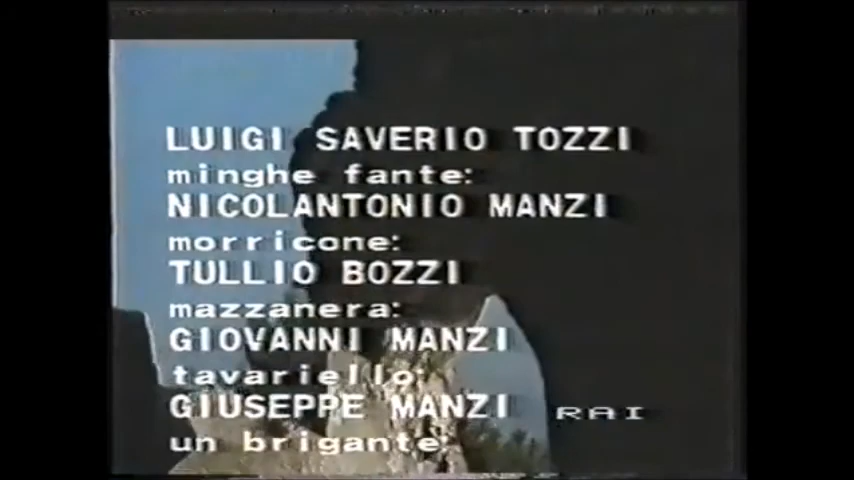 LUIGI SAVERIO TOZZI
minghe fante:
NICOLANTONIO MANZI
morricone:
TULLIO BOZZI
mazzanera:
GIOVANNI MANZI
tavariello:
GIUSEPPE MANZI
RAI
un brigante: